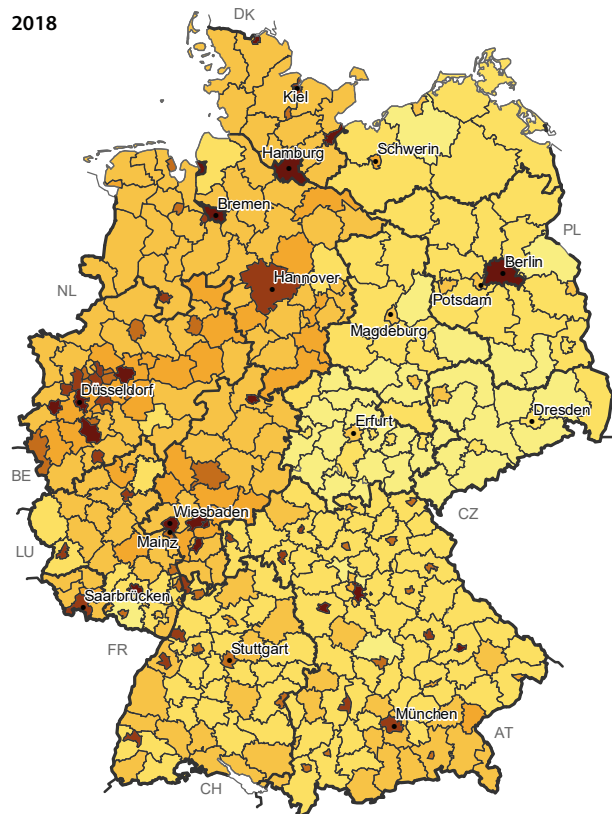 2018
DK
Kiel
Hamburg
Schwerin
Bremen
PL
Berlin
Hannover
NL
Potsdam
Magdeburg
Düsseldorf
Dresden
Erfurt
BE
Wiesbaden
CZ
Mainz
LU
Saarbrücken
FR
Stuttgart
München
AT
CH